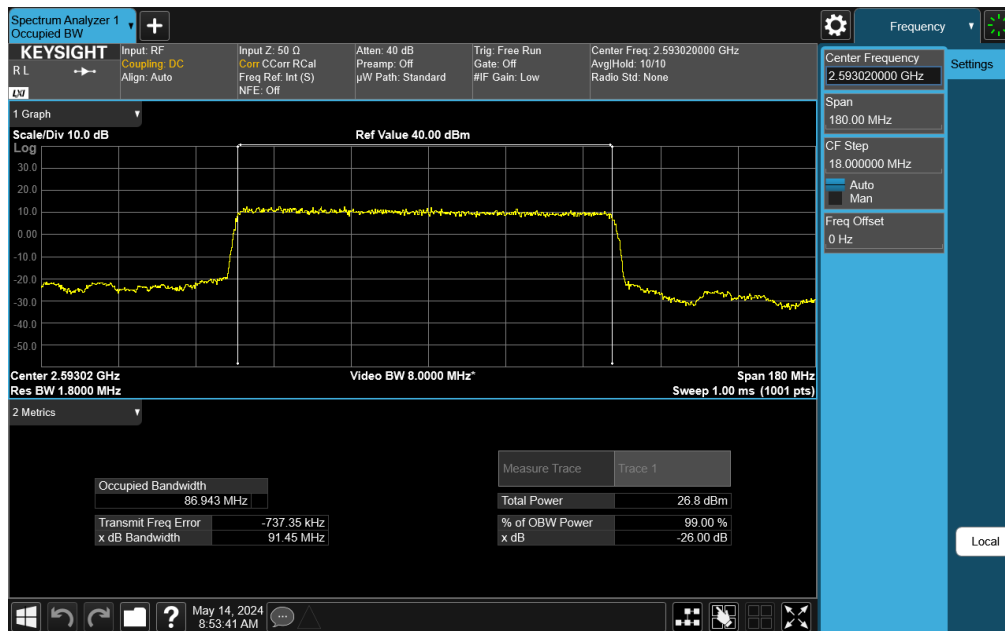 Spectrum Analyzer 1
Occupied BW
Frequency
KEYSIGHT
R L
LXI
Input: RF
Coupling: DC
Align: Auto
Input Z: 50 Ω
Corr CCorr RCal
Freq Ref: Int (S)
NFE: Off
Atten: 40 dB
Preamp: Off
µW Path: Standard
Trig: Free Run
Gate: Off
#IF Gain: Low
Center Freq: 2.593020000 GHz
Avg|Hold: 10/10
Radio Std: None
Center Frequency
2.593020000 GHz
Settings
Span
180.00 MHz
CF Step
18.000000 MHz
Auto
Man
Freq Offset
0 Hz
Local
1 Graph
Scale/Div 10.0 dB
Ref Value 40.00 dBm
Log
30.0
20.0
10.0
0.00
-10.0
-20.0
-30.0
-40.0
-50.0
Center 2.59302 GHz
Video BW 8.0000 MHz*
Span 180 MHz
Res BW 1.8000 MHz
Sweep 1.00 ms (1001 pts)
2 Metrics
Measure Trace Trace 1
Occupied Bandwidth
86.943 MHz
Total Power 26.8 dBm
Transmit Freq Error -737.35 kHz
% of OBW Power 99.00 %
x dB Bandwidth 91.45 MHz
x dB -26.00 dB
May 14, 2024
8:53:41 AM